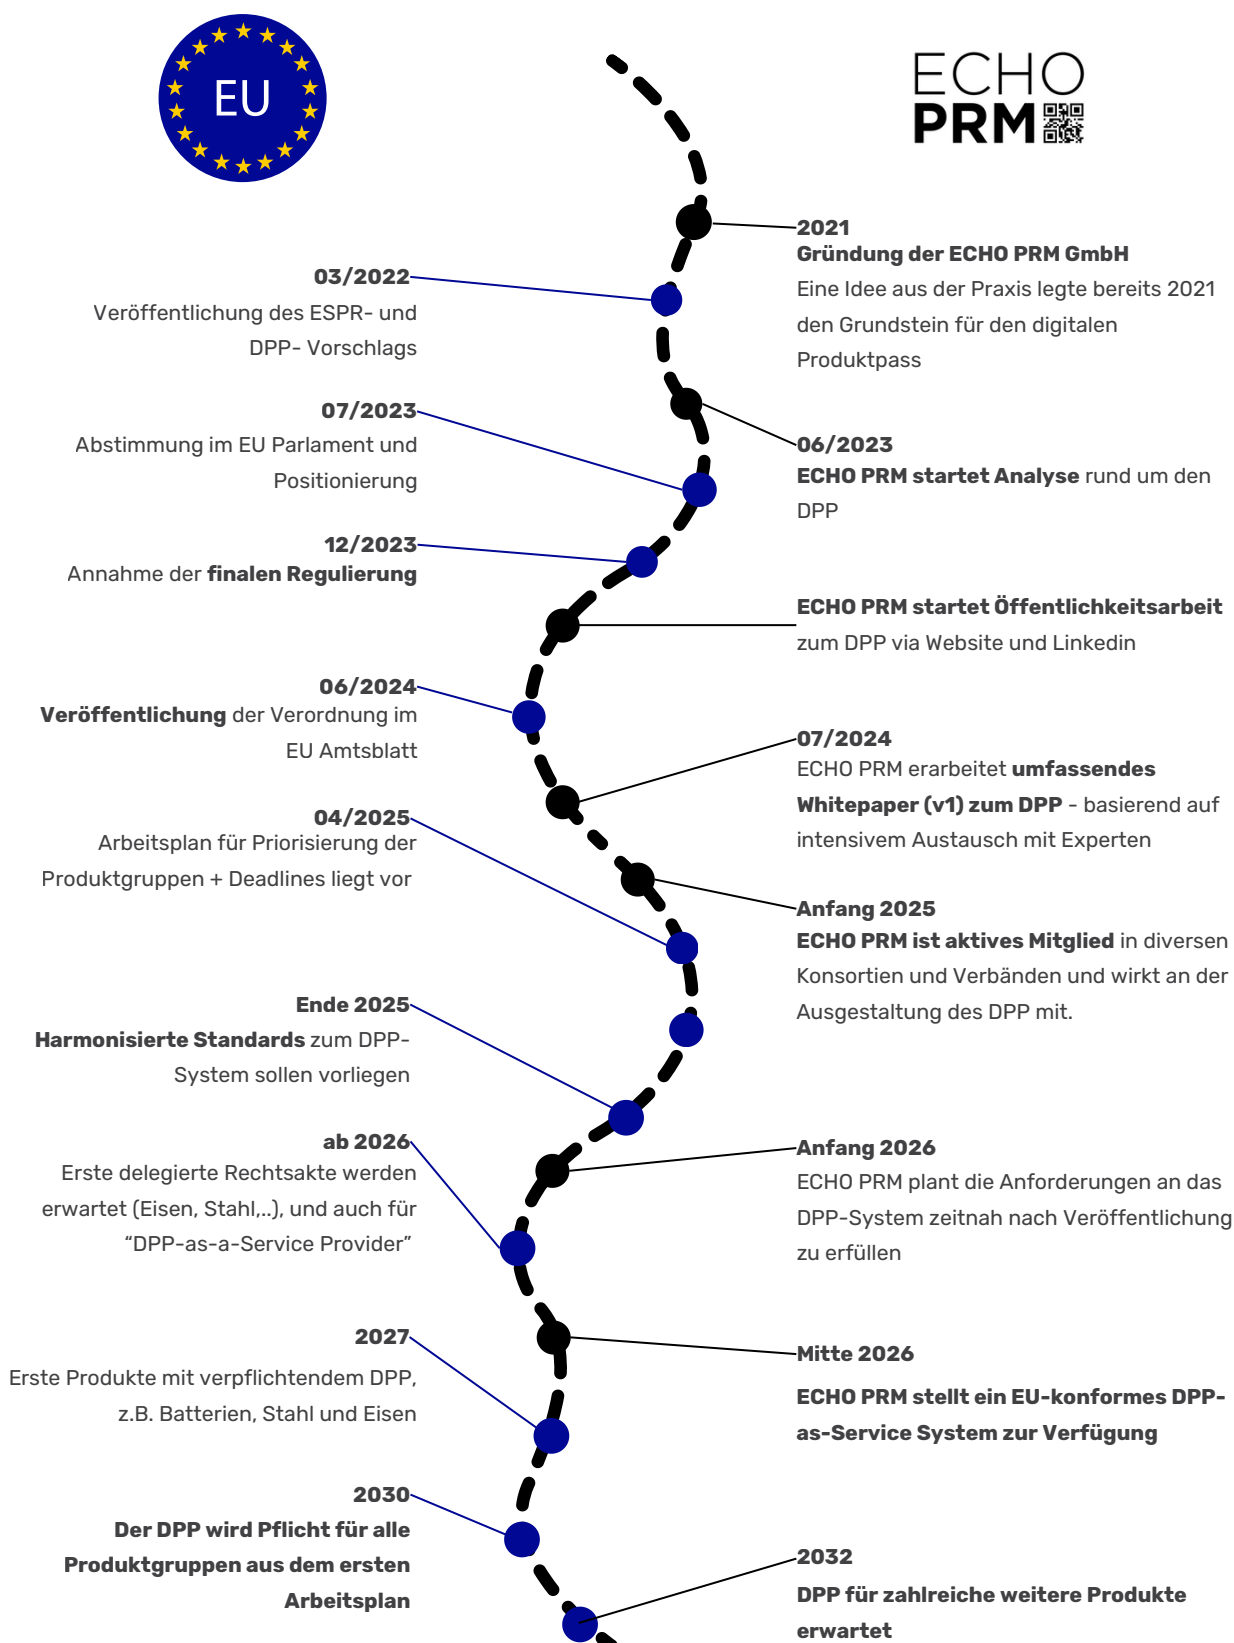 EU
ECHO
PRM
2021
Gründung der ECHO PRM GmbH
Eine Idee aus der Praxis legte bereits 2021
den Grundstein für den digitalen
Produktpass
03/2022
Veröffentlichung des ESPR- und
DPP- Vorschlags
07/2023
Abstimmung im EU Parlament und
Positionierung
06/2023
ECHO PRM startet Analyse rund um den
DPP
12/2023
Annahme der finalen Regulierung
ECHO PRM startet Öffentlichkeitsarbeit
zum DPP via Website und Linkedin
06/2024
Veröffentlichung der Verordnung im
EU Amtsblatt
07/2024
ECHO PRM erarbeitet umfassendes
Whitepaper (v1) zum DPP - basierend auf
intensivem Austausch mit Experten
04/2025
Arbeitsplan für Priorisierung der
Produktgruppen + Deadlines liegt vor
Anfang 2025
ECHO PRM ist aktives Mitglied in diversen
Konsortien und Verbänden und wirkt an der
Ausgestaltung des DPP mit.
Ende 2025
Harmonisierte Standards zum DPP-
System sollen vorliegen
ab 2026
Erste delegierte Rechtsakte werden
erwartet (Eisen, Stahl,..), und auch für
“DPP-as-a-Service Provider”
Anfang 2026
ECHO PRM plant die Anforderungen an das
DPP-System zeitnah nach Veröffentlichung
zu erfüllen
2027
Erste Produkte mit verpflichtendem DPP,
z.B. Batterien, Stahl und Eisen
Mitte 2026
ECHO PRM stellt ein EU-konformes DPP-
as-Service System zur Verfügung
2030
Der DPP wird Pflicht für alle
Produktgruppen aus dem ersten
Arbeitsplan
2032
DPP für zahlreiche weitere Produkte
erwartet